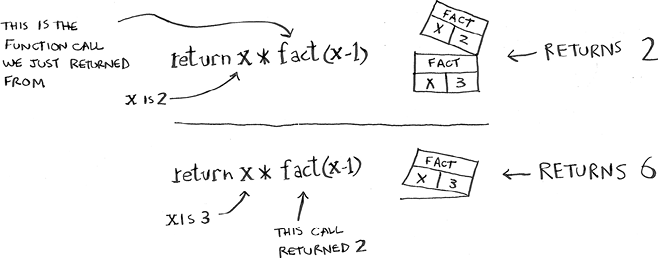 THIS IS THE
FUNCTION CALL
WE JUST RETURNED
FROM
return x * fact(x-1)
X IS 2
FACT
X 2
FACT
X 3
← RETURNS 2
return x * fact(x-1)
X IS 3
THIS CALL
RETURNED 2
FACT
X 3
← RETURNS 6